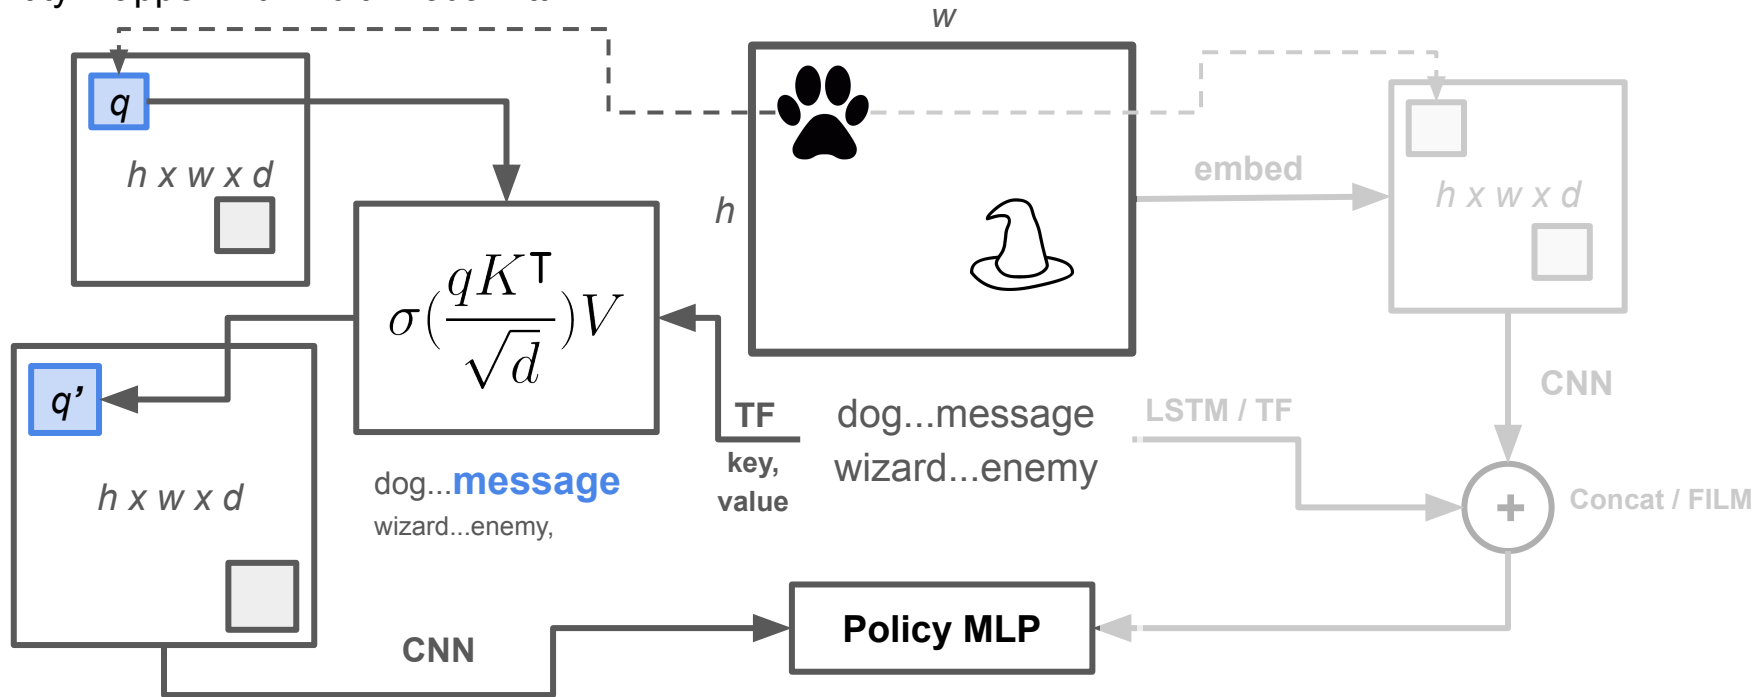 w
q
h x w x d
embed
h x w x d
h
σ(qK⊤/√d)V
CNN
q’
TF
dog...message
LSTM / TF
key,
wizard...enemy
value
dog...message
h x w x d
wizard...enemy,
+
Concat / FILM
Policy MLP
CNN